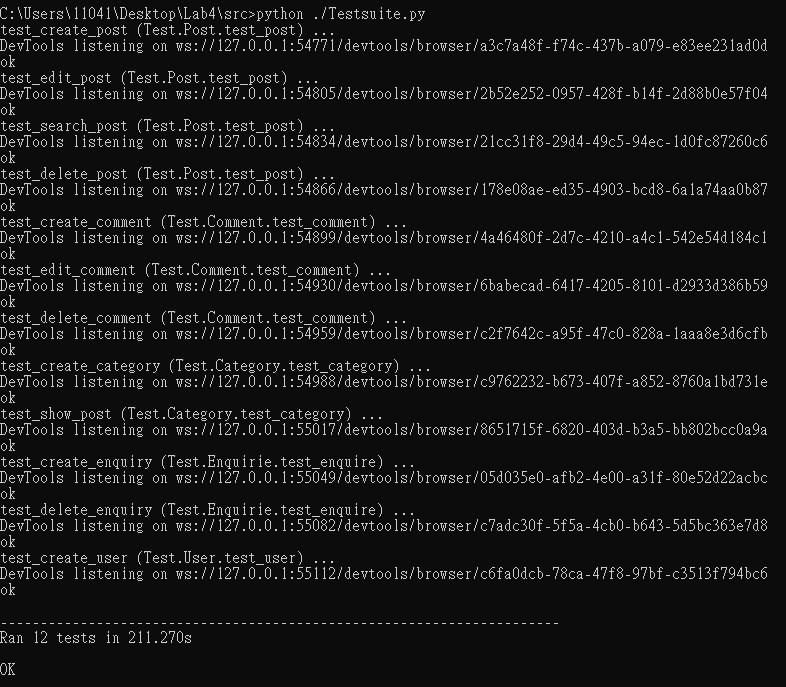 C:\Users\11041\Desktop\Lab4\src>python ./Testsuite.py
test_create_post (Test.Post.test_post) ...
DevTools listening on ws://127.0.0.1:54771/devtools/browser/a3c7a48f-f74c-437b-a079-e83ee231ad0d
ok
test_edit_post (Test.Post.test_post) ...
DevTools listening on ws://127.0.0.1:54805/devtools/browser/2b52e252-0957-428f-b14f-2d88b0e57f04
ok
test_search_post (Test.Post.test_post) ...
DevTools listening on ws://127.0.0.1:54834/devtools/browser/21cc31f8-29d4-49c5-94ec-1d0fc87260c6
ok
test_delete_post (Test.Post.test_post) ...
DevTools listening on ws://127.0.0.1:54866/devtools/browser/178e08ae-ed35-4903-bcd8-6a1a74aa0b87
ok
test_create_comment (Test.Comment.test_comment) ...
DevTools listening on ws://127.0.0.1:54899/devtools/browser/4a46480f-2d7c-4210-a4c1-542e54d184c1
ok
test_edit_comment (Test.Comment.test_comment) ...
DevTools listening on ws://127.0.0.1:54930/devtools/browser/6babecad-6417-4205-8101-d2933d386b59
ok
test_delete_comment (Test.Comment.test_comment) ...
DevTools listening on ws://127.0.0.1:54959/devtools/browser/c2f7642c-a95f-47c0-828a-1aaa8e3d6cfb
ok
test_create_category (Test.Category.test_category) ...
DevTools listening on ws://127.0.0.1:54988/devtools/browser/c9762232-b673-407f-a852-8760a1bd731e
ok
test_show_post (Test.Category.test_category) ...
DevTools listening on ws://127.0.0.1:55017/devtools/browser/8651715f-6820-403d-b3a5-bb802bcc0a9a
ok
test_create_enquiry (Test.Enquirie.test_enquire) ...
DevTools listening on ws://127.0.0.1:55049/devtools/browser/05d035e0-afb2-4e00-a31f-80e52d22acbc
ok
test_delete_enquiry (Test.Enquirie.test_enquire) ...
DevTools listening on ws://127.0.0.1:55082/devtools/browser/c7adc30f-5f5a-4cb0-b643-5d5bc363e7d8
ok
test_create_user (Test.User.test_user) ...
DevTools listening on ws://127.0.0.1:55112/devtools/browser/c6fa0dcb-78ca-47f8-97bf-c3513f794bc6
ok
----------------------------------------------------------------------
Ran 12 tests in 211.270s
OK